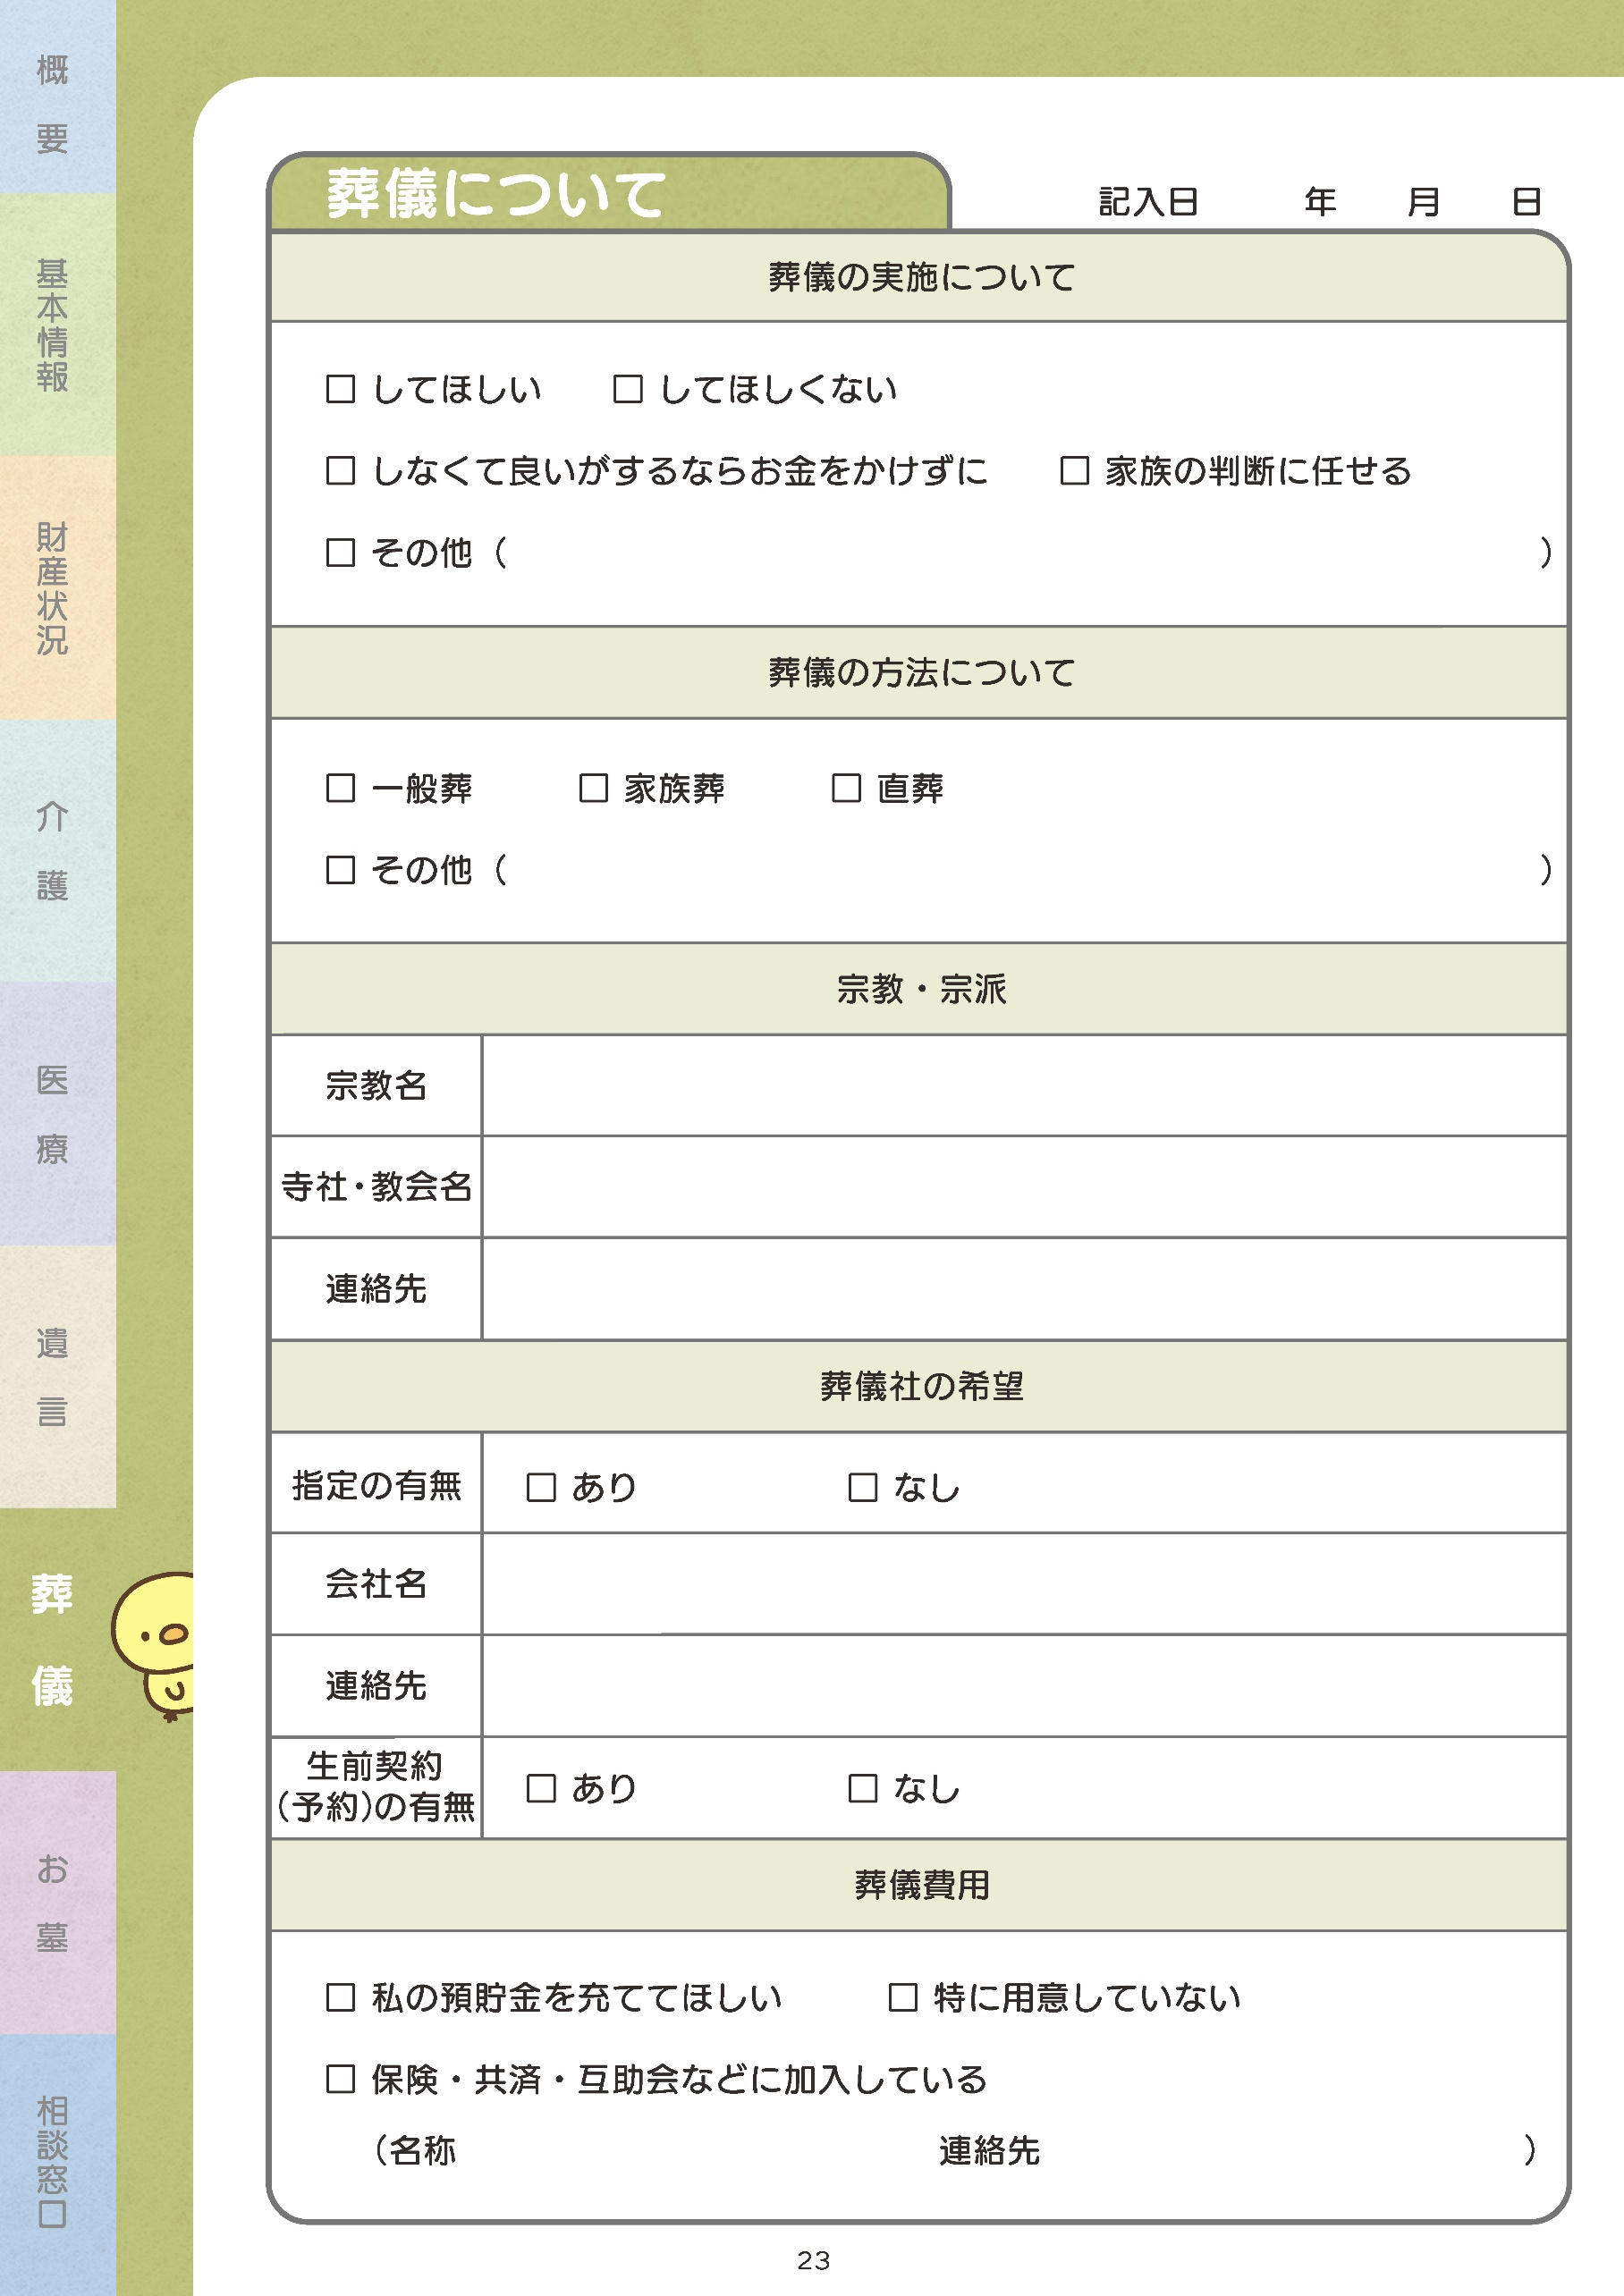 概要
基本情報
財産状況
介護
医療
遺言
葬儀
お墓
相談窓口
葬儀について
記入日 年 月 日
葬儀の実施について
□ してほしい □ してほしくない
□ しなくて良いがするならお金をかけずに □ 家族の判断に任せる
□ その他（ ）
葬儀の方法について
□ 一般葬 □ 家族葬 □ 直葬
□ その他（ ）
宗教・宗派
宗教名
寺社・教会名
連絡先
葬儀社の希望
指定の有無 □ あり □ なし
会社名
連絡先
生前契約
（予約）の有無 □ あり □ なし
葬儀費用
□ 私の預貯金を充ててほしい □ 特に用意していない
□ 保険・共済・互助会などに加入している
（名称 連絡先 ）
23